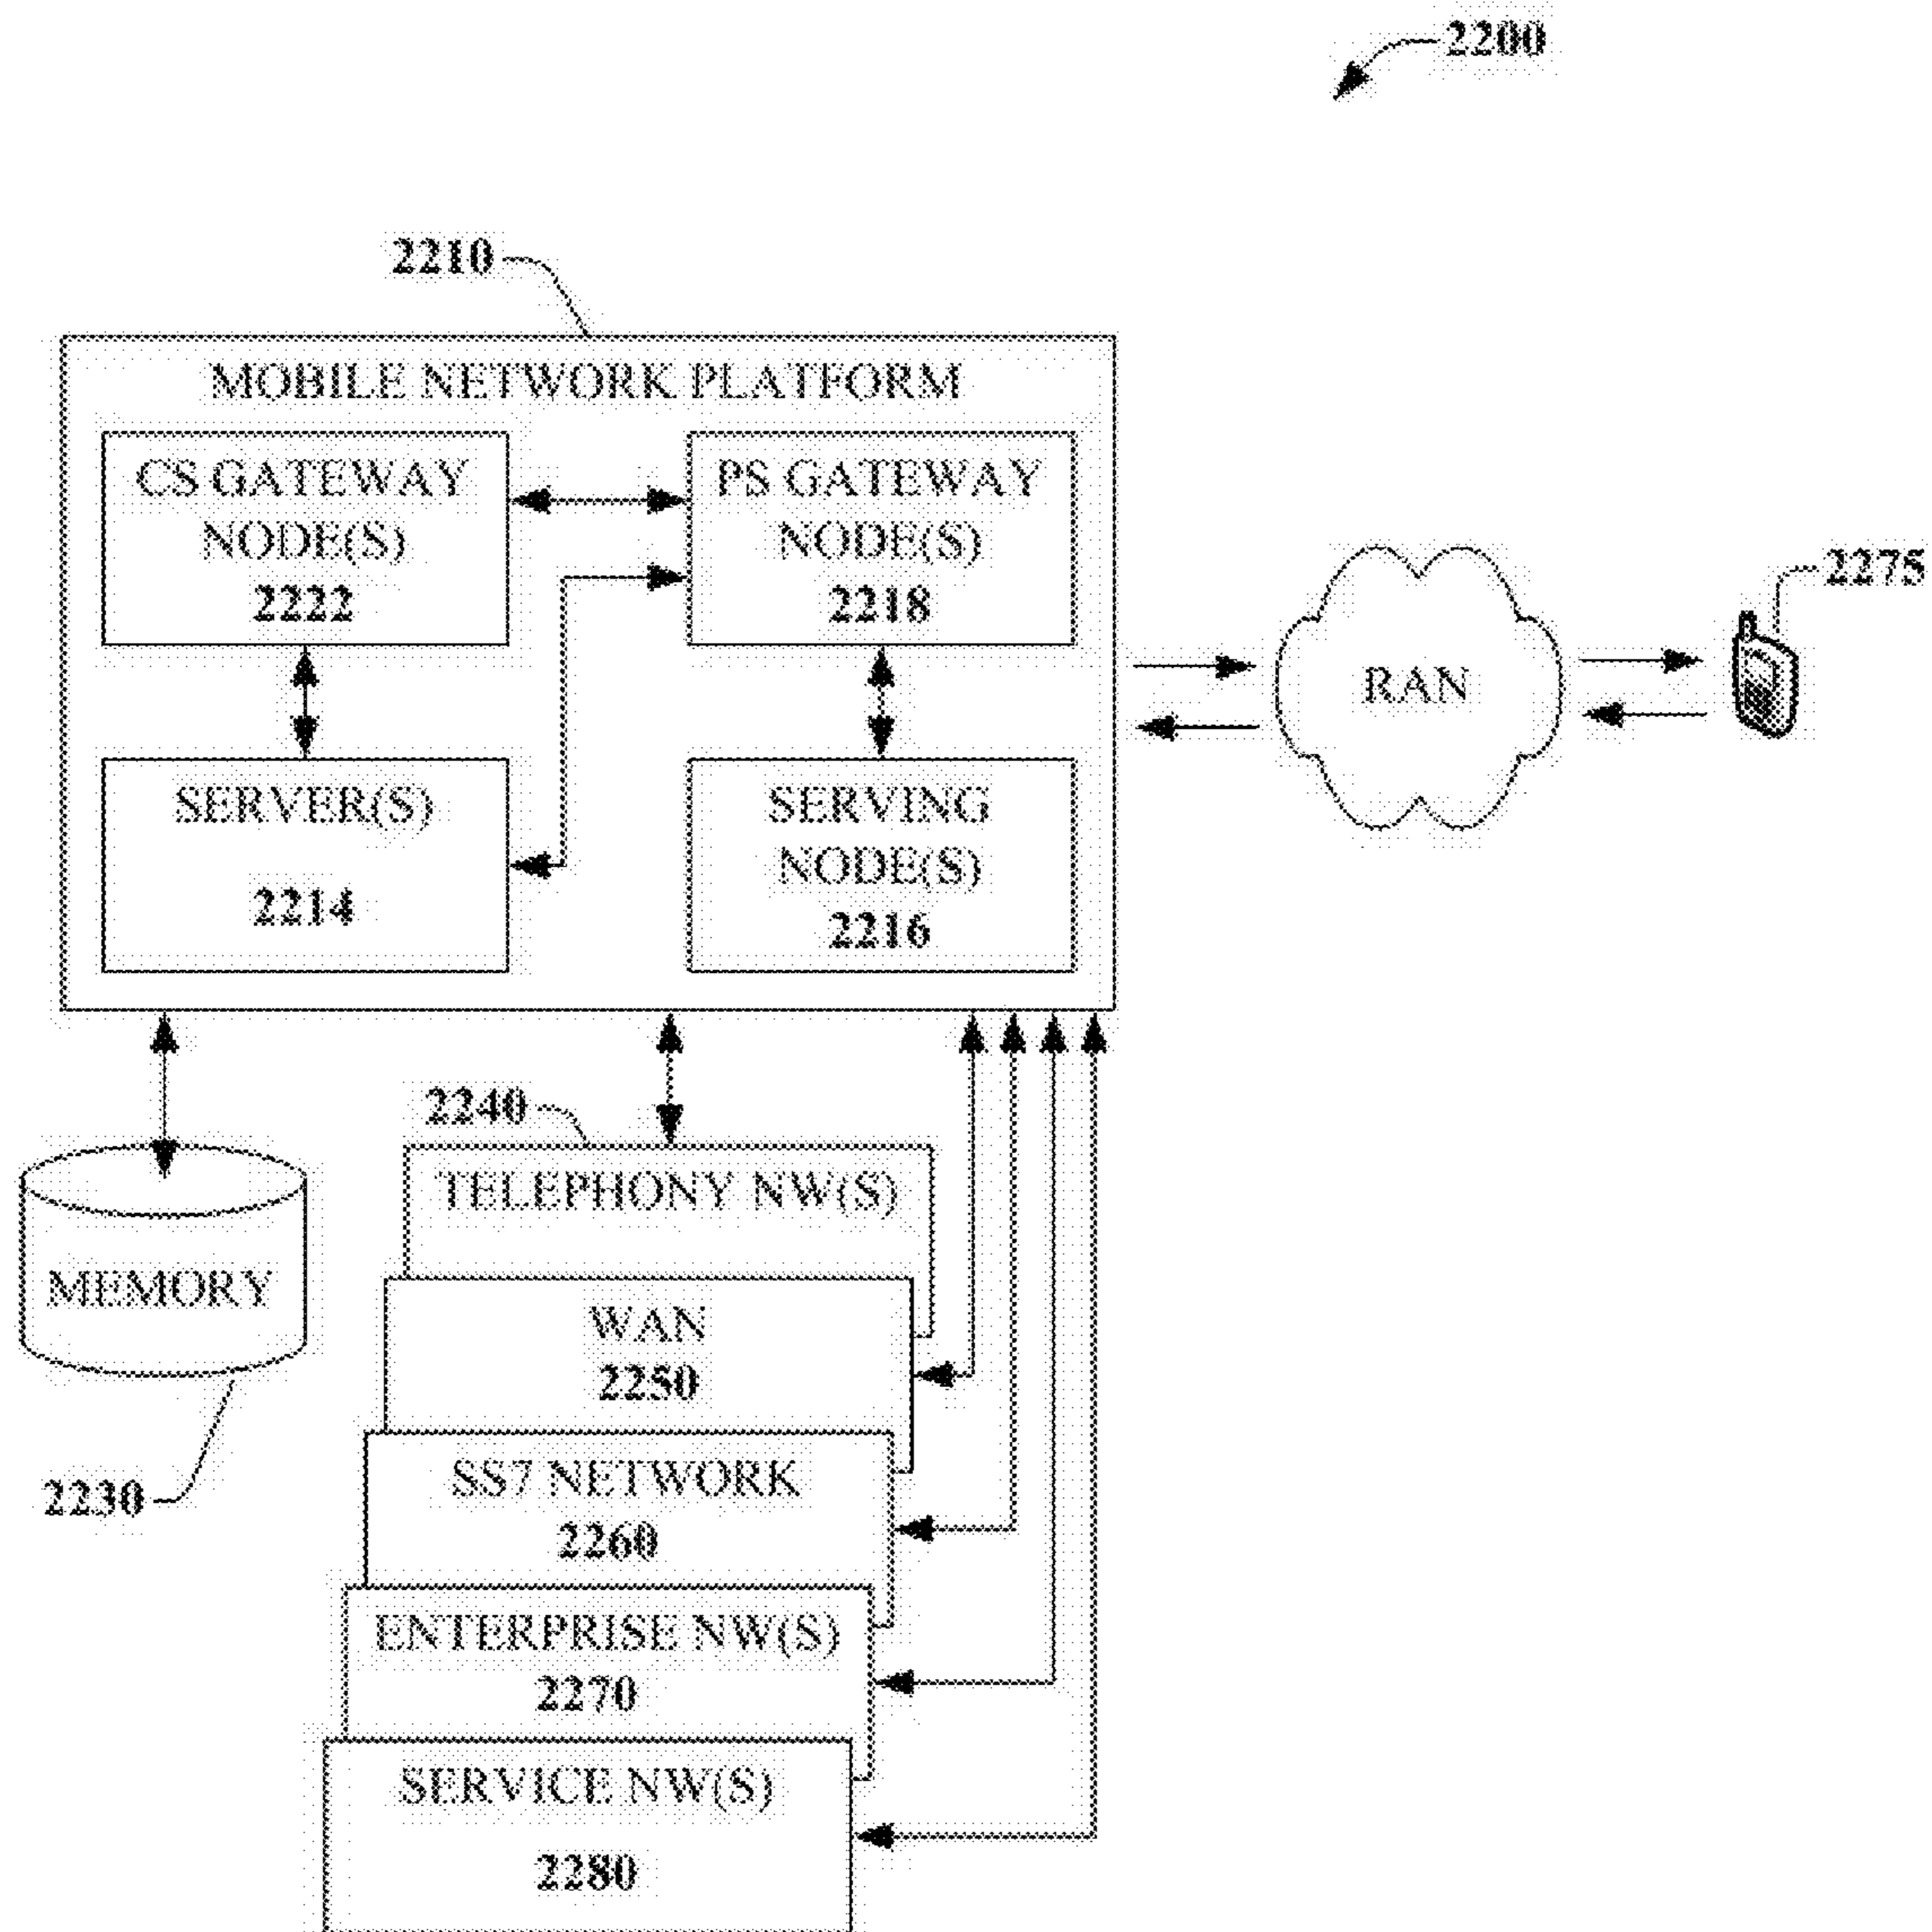 2200
2210
MOBILE NETWORK PLATFORM
CS GATEWAY
NODE(S)
2222
PS GATEWAY
NODE(S)
2218
SERVER(S)
2214
SERVING
NODE(S)
2216
RAN
2275
2240
TELEPHONY NW(S)
MEMORY
2230
WAN
2250
SS7 NETWORK
2260
ENTERPRISE NW(S)
2270
SERVICE NW(S)
2280